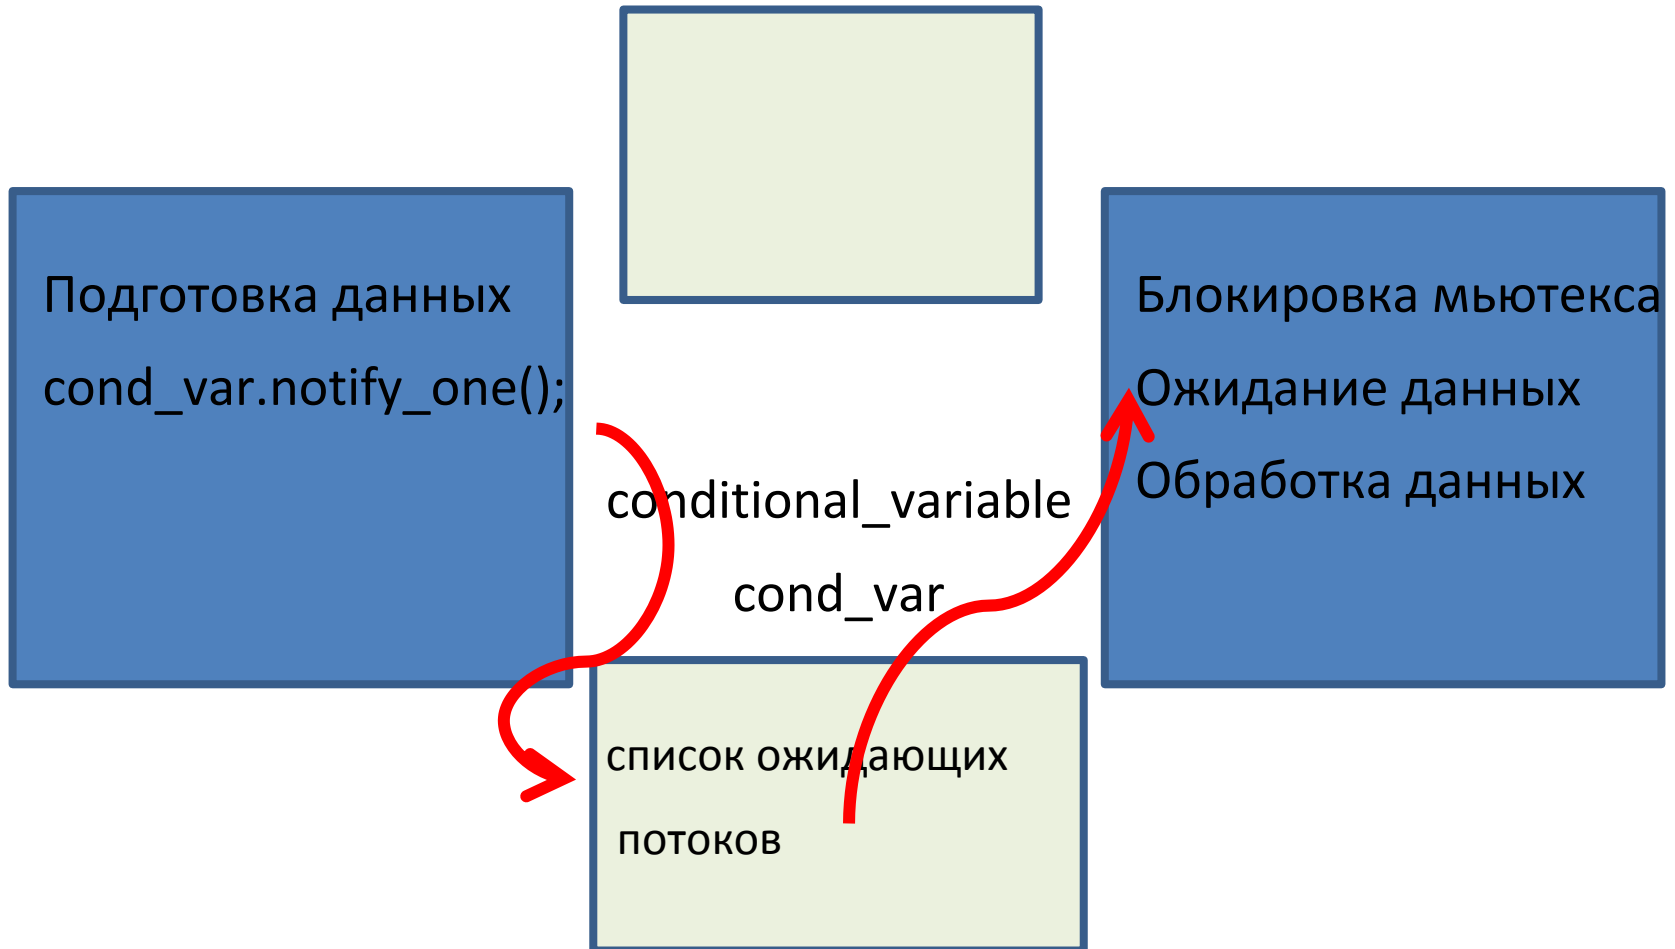 Подготовка данных
cond_var.notify_one();
conditional_variable
cond_var
список ожидающих
потоков
Блокировка мьютекса
Ожидание данных
Обработка данных